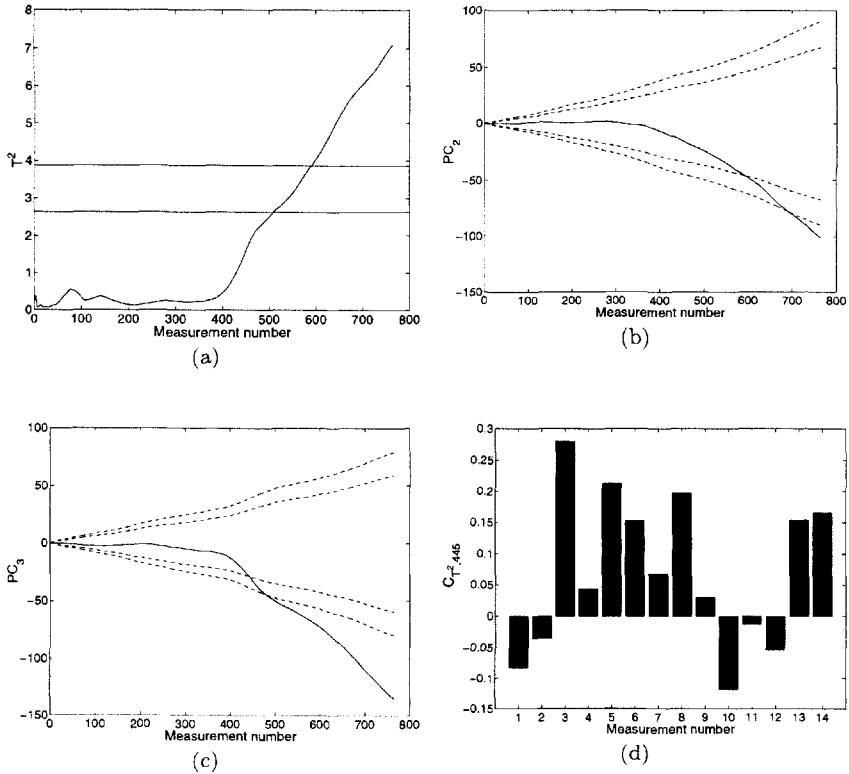 8
7
6
5
4
3
2
1
0
T²
0 100 200 300 400 500 600 700 800
Measurement number
(a)
100
50
0
−50
−100
−150
PC₂
0 100 200 300 400 500 600 700 800
Measurement number
(b)
100
50
0
−50
−100
−150
PC₃
0 100 200 300 400 500 600 700 800
Measurement number
(c)
0.3
0.25
0.2
0.15
0.1
0.05
0
−0.05
−0.1
−0.15
C_T²,445
1 2 3 4 5 6 7 8 9 10 11 12 13 14
Measurement number
(d)